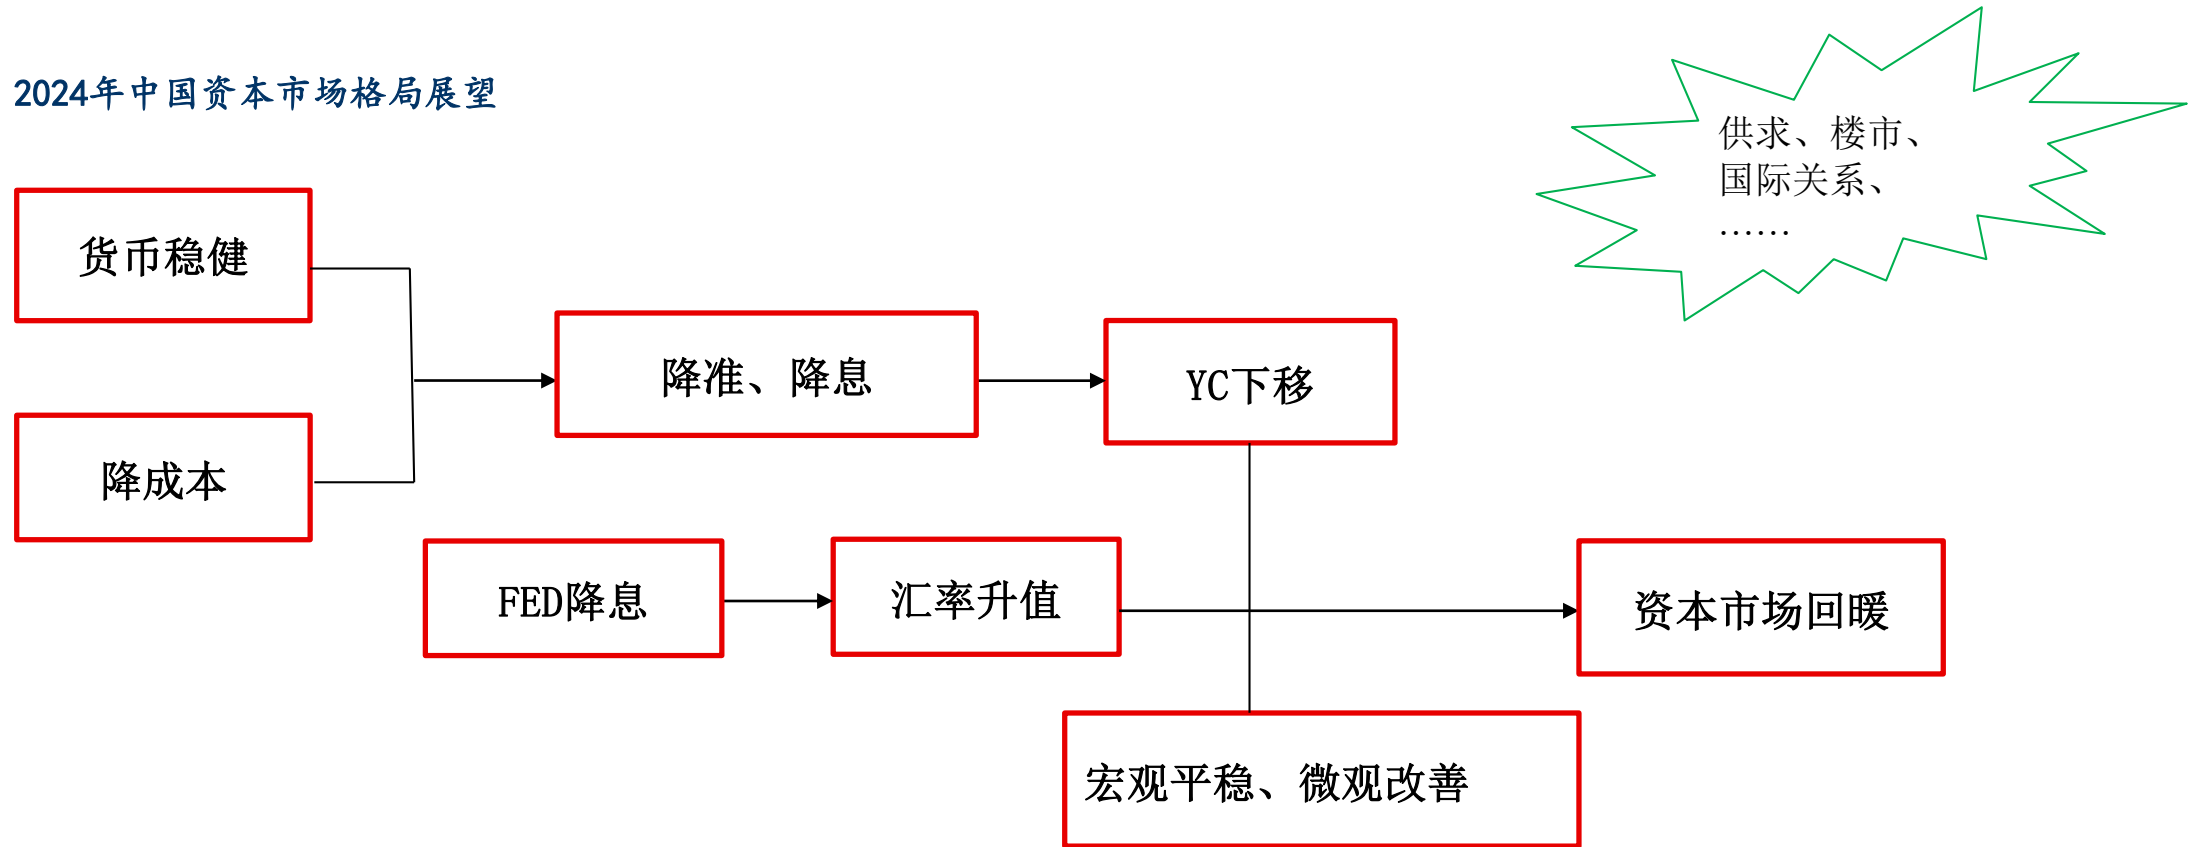 2024年中国资本市场格局展望
供求、楼市、
国际关系、
……
货币稳健
降准、降息
YC下移
降成本
FED降息
汇率升值
资本市场回暖
宏观平稳、微观改善